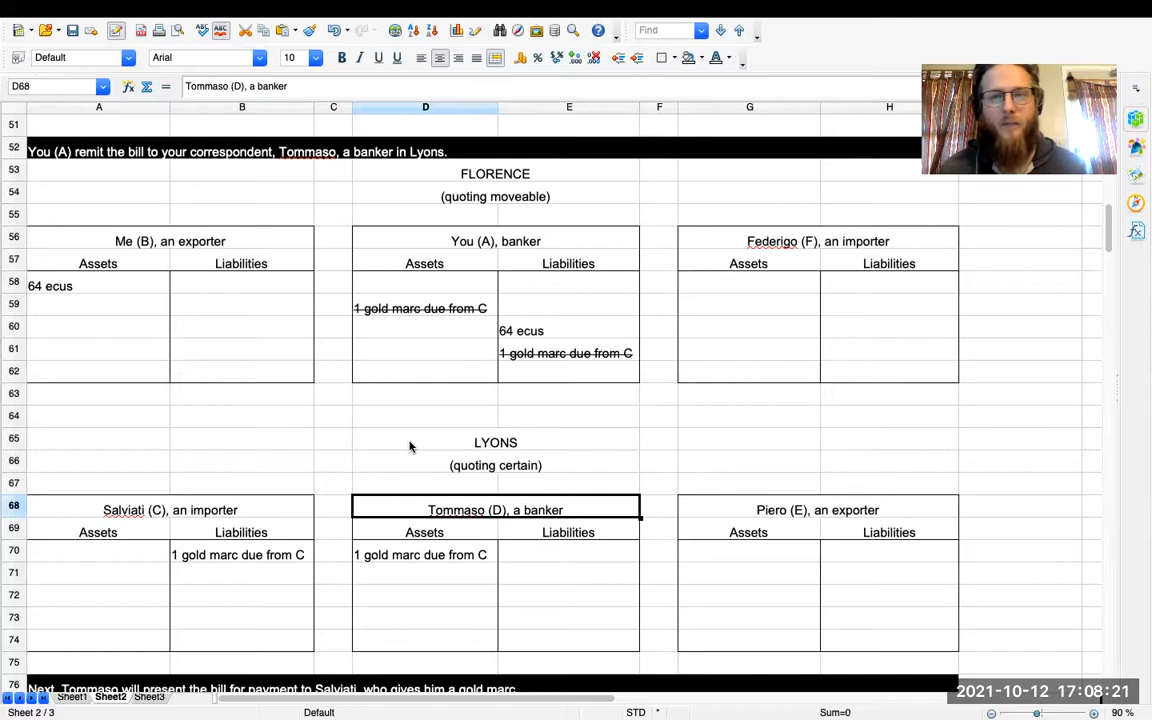 Find
Default
Arial
10
D68
Tommaso (D), a banker
A B C D E F G H
51
52 You (A) remit the bill to your correspondent, Tommaso, a banker in Lyons.
53 FLORENCE
54 (quoting moveable)
55
56 Me (B), an exporter You (A), banker Federigo (F), an importer
57 Assets Liabilities Assets Liabilities Assets Liabilities
58 64 ecus
59 1 gold marc due from C
60 64 ecus
61 1 gold marc due from C
62
63
64
65 LYONS
66 (quoting certain)
67
68 Salviati (C), an importer Tommaso (D), a banker Piero (E), an exporter
69 Assets Liabilities Assets Liabilities Assets Liabilities
70 1 gold marc due from C 1 gold marc due from C
71
72
73
74
75
76 Next, Tommaso will present the bill for payment to Salviati, who gives him a gold marc
Sheet1 Sheet2 Sheet3
2021-10-12 17:08:21
Sheet 2 / 3 Default STD * Sum=0 90 %